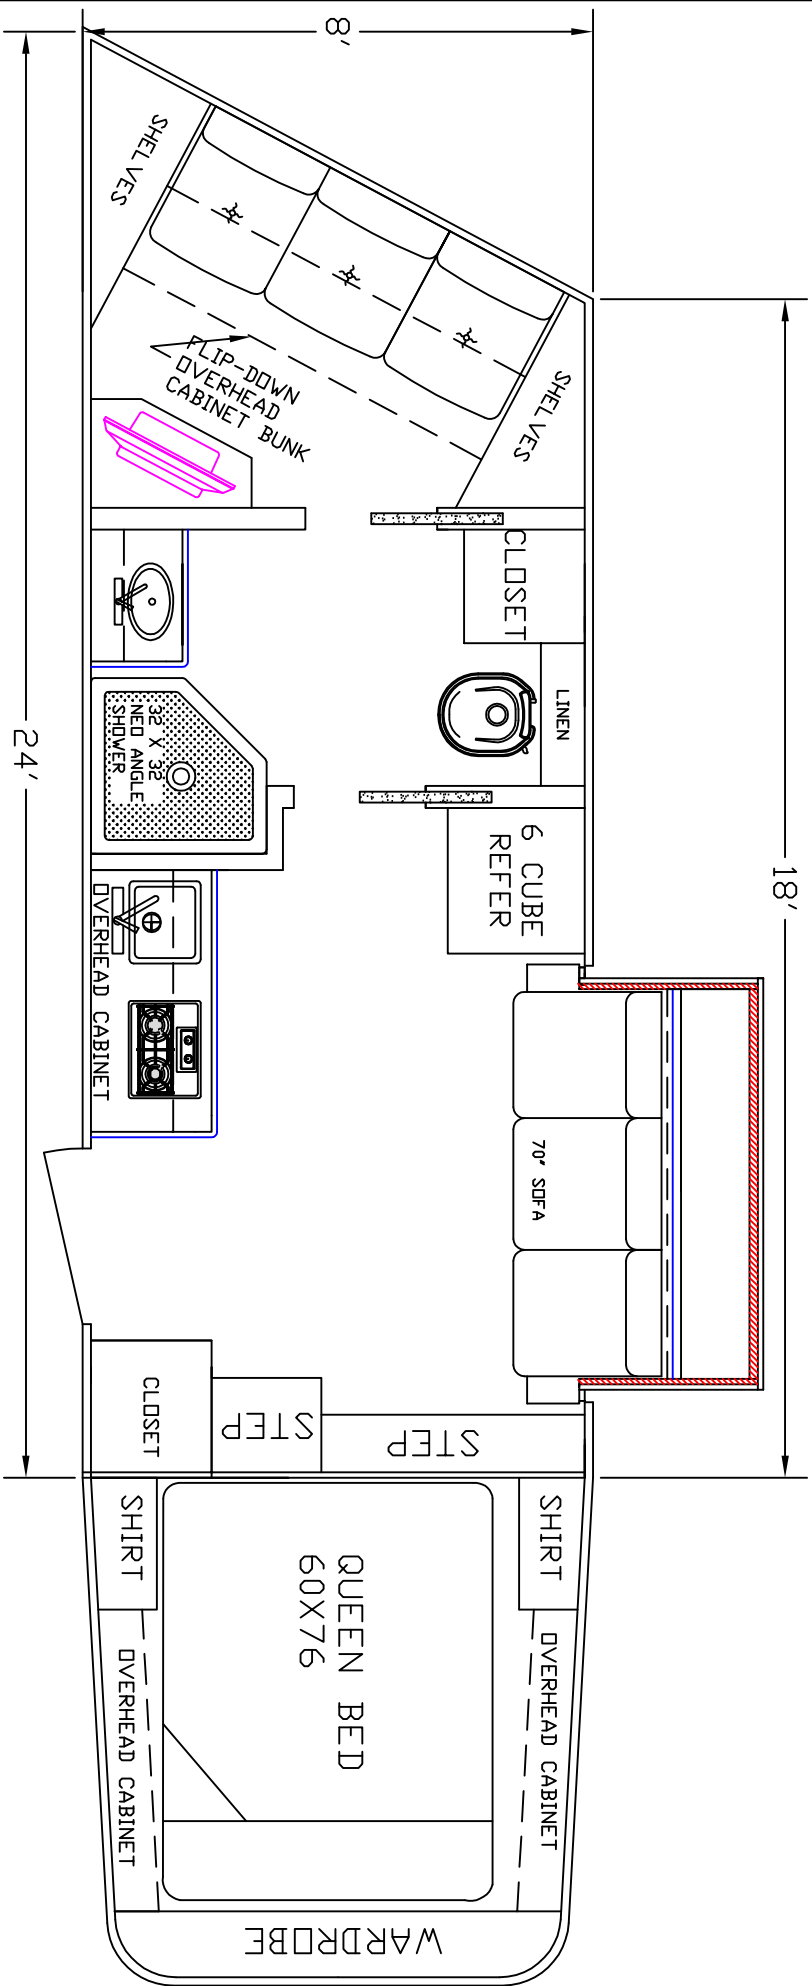 8'
24'
18'
SHELVES
FLIP-DOWN
OVERHEAD
CABINET BUNK
SHELVES
CLOSET
LINEN
32 X 32
NEO ANGLE
SHOWER
6 CUBE
REFER
OVERHEAD CABINET
70" SOFA
CLOSET
STEP
STEP
SHIRT
SHIRT
QUEEN BED
60X76
OVERHEAD CABINET
OVERHEAD CABINET
WARDROBE